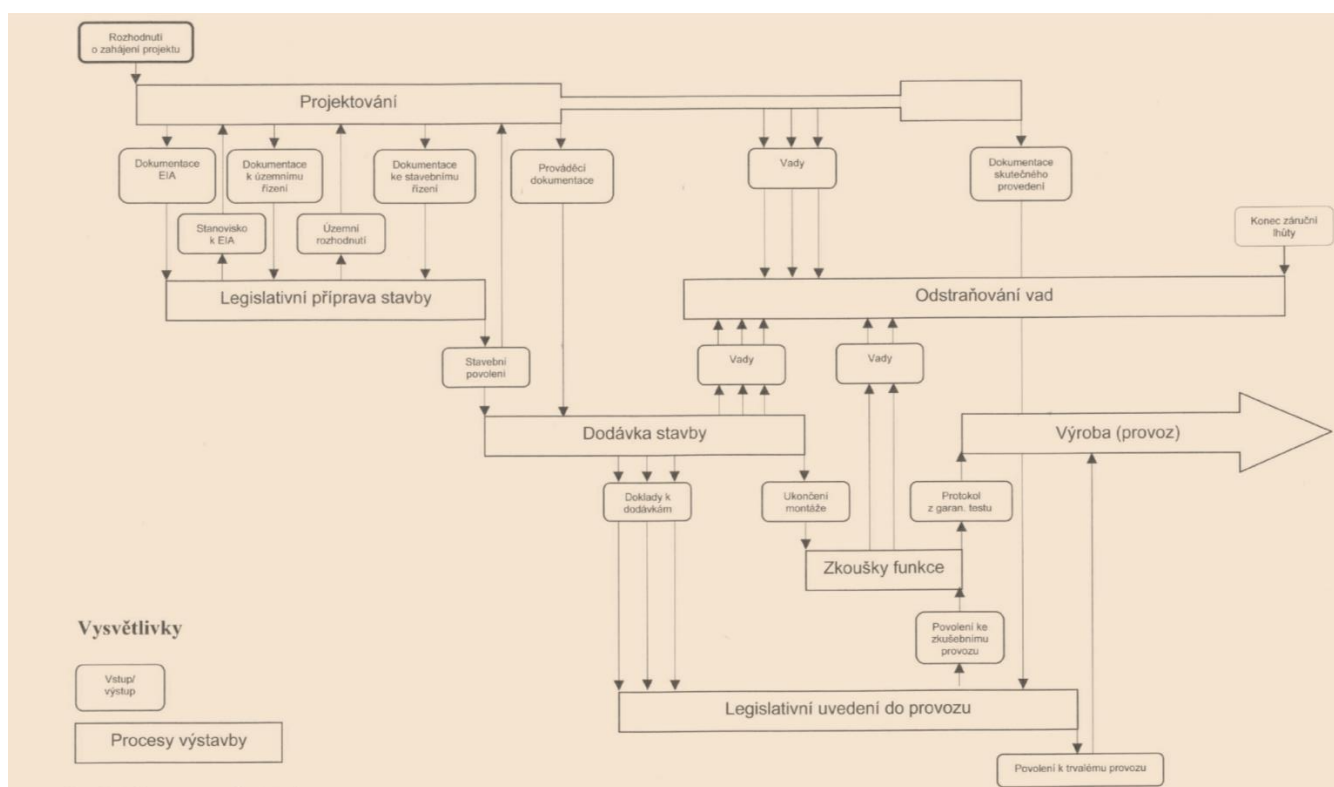 Rozhodnutí
o zahájení projektu
Projektování
Dokumentace
EIA
Dokumentace
k územnímu
řízení
Dokumentace
ke stavebnímu
řízení
Prováděcí
dokumentace
Vady
Dokumentace
skutečného
provedení
Stanovisko
k EIA
Územní
rozhodnutí
Konec záruční
lhůty
Legislativní příprava stavby
Odstraňování vad
Stavební
povolení
Vady
Vady
Dodávka stavby
Výroba (provoz)
Doklady k
dodávkám
Ukončení
montáže
Protokol
z garan. testu
Zkoušky funkce
Povolení ke
zkušebnímu
provozu
Legislativní uvedení do provozu
Povolení k trvalému provozu
Vysvětlivky
Vstup/
výstup
Procesy výstavby